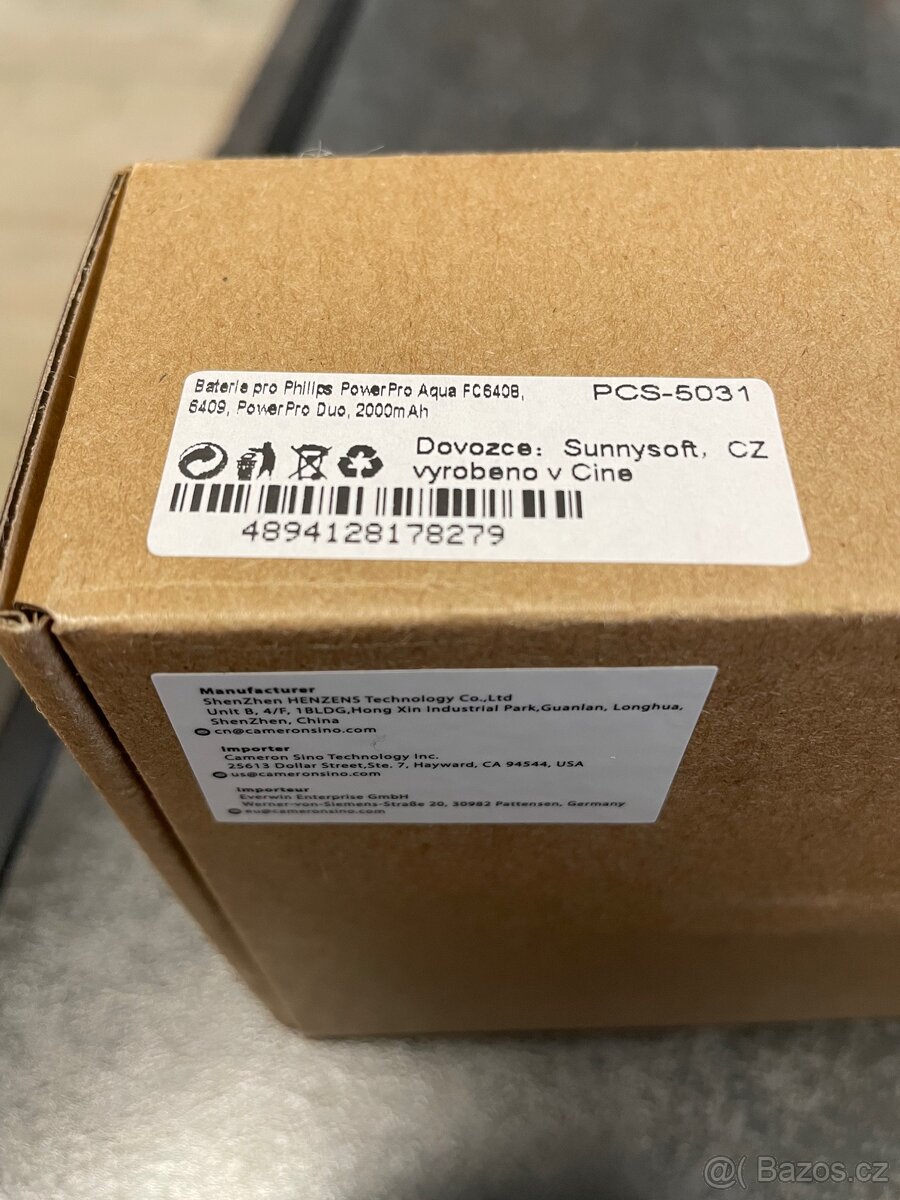 Baterie pro Philips PowerPro Aqua FC6408,
6409, PowerPro Duo, 2000mAh
PCS-5031
Dovozce: Sunnysoft, CZ
vyrobeno v Cine
4894128178279
Manufacturer
ShenZhen HENZENS Technology Co.,Ltd
Unit B, 4/F, 1BLDG,Hong Xin Industrial Park,Guanlan, Longhua,
ShenZhen, China
cn@cameronsino.com
Importer
Cameron Sino Technology Inc.
25613 Dollar Street,Ste. 7, Hayward, CA 94544, USA
us@cameronsino.com
Importeur
Everwin Enterprise GmbH
Werner-von-Siemens-Straße 20, 30982 Pattensen, Germany
eu@cameronsino.com
@( Bazos.cz